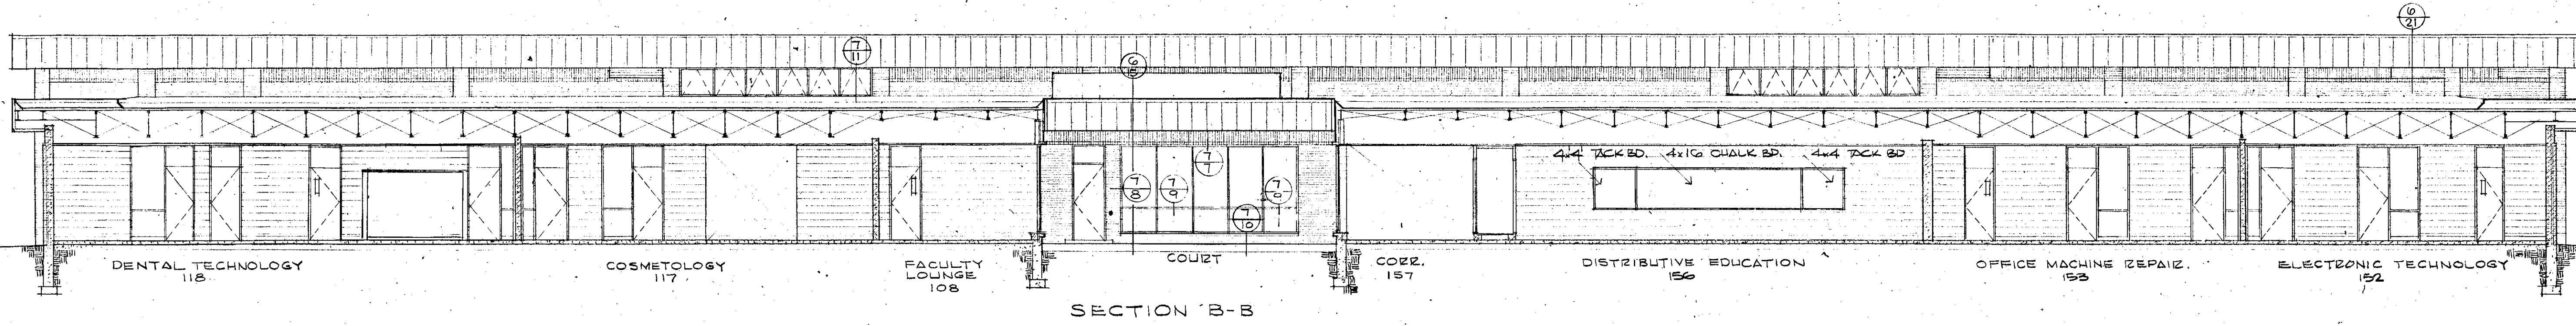 6
21
7
11
6
7
7
4x4 TACK BD. 4x16 CHALK BD. 4x4 TACK BD
7
8
7
9
7
7
10
DENTAL TECHNOLOGY
118
COSMETOLOGY
117
FACULTY
LOUNGE
108
COURT
CORR.
157
DISTRIBUTIVE EDUCATION
156
OFFICE MACHINE REPAIR.
153
ELECTRONIC TECHNOLOGY
152
SECTION B-B